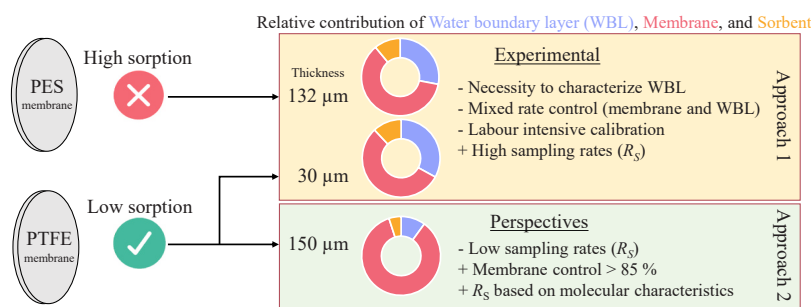 Relative contribution of Water boundary layer (WBL), Membrane, and Sorbent
PES
membrane
High sorption
Thickness
132 µm
30 µm
Experimental
- Necessity to characterize WBL
- Mixed rate control (membrane and WBL)
- Labour intensive calibration
+ High sampling rates (R_S)
Approach 1
PTFE
membrane
Low sorption
150 µm
Perspectives
- Low sampling rates (R_S)
+ Membrane control > 85 %
+ R_S based on molecular characteristics
Approach 2